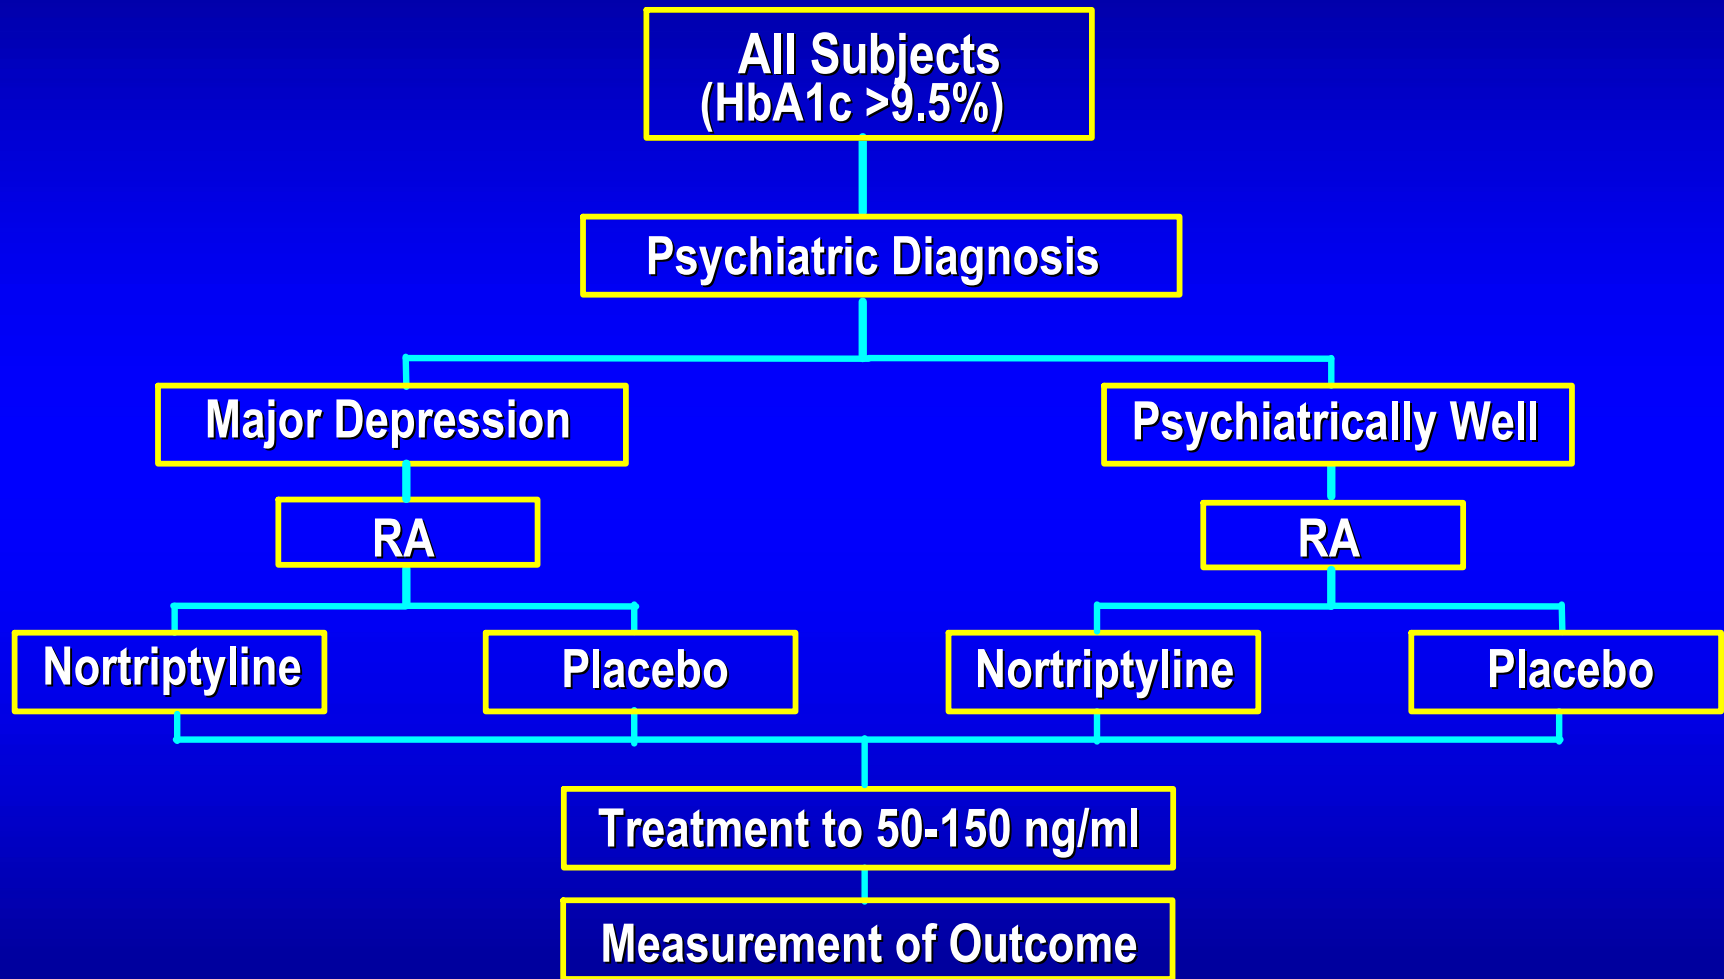 All Subjects
(HbA1c >9.5%)
Psychiatric Diagnosis
Major Depression
Psychiatrically Well
RA
RA
Nortriptyline
Placebo
Nortriptyline
Placebo
Treatment to 50-150 ng/ml
Measurement of Outcome